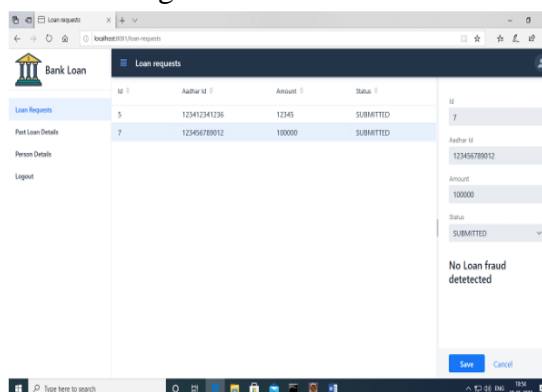 Loan requests
localhost:8081/loan-requests
Bank Loan
Loan requests
Loan Requests
Past Loan Details
Person Details
Logout
Id Aadhar Id Amount Status
5 123412341236 12345 SUBMITTED
7 123456789012 100000 SUBMITTED
Id
7
Aadhar Id
123456789012
Amount
100000
Status
SUBMITTED
No Loan fraud
detetected
Save Cancel
Type here to search
ENG